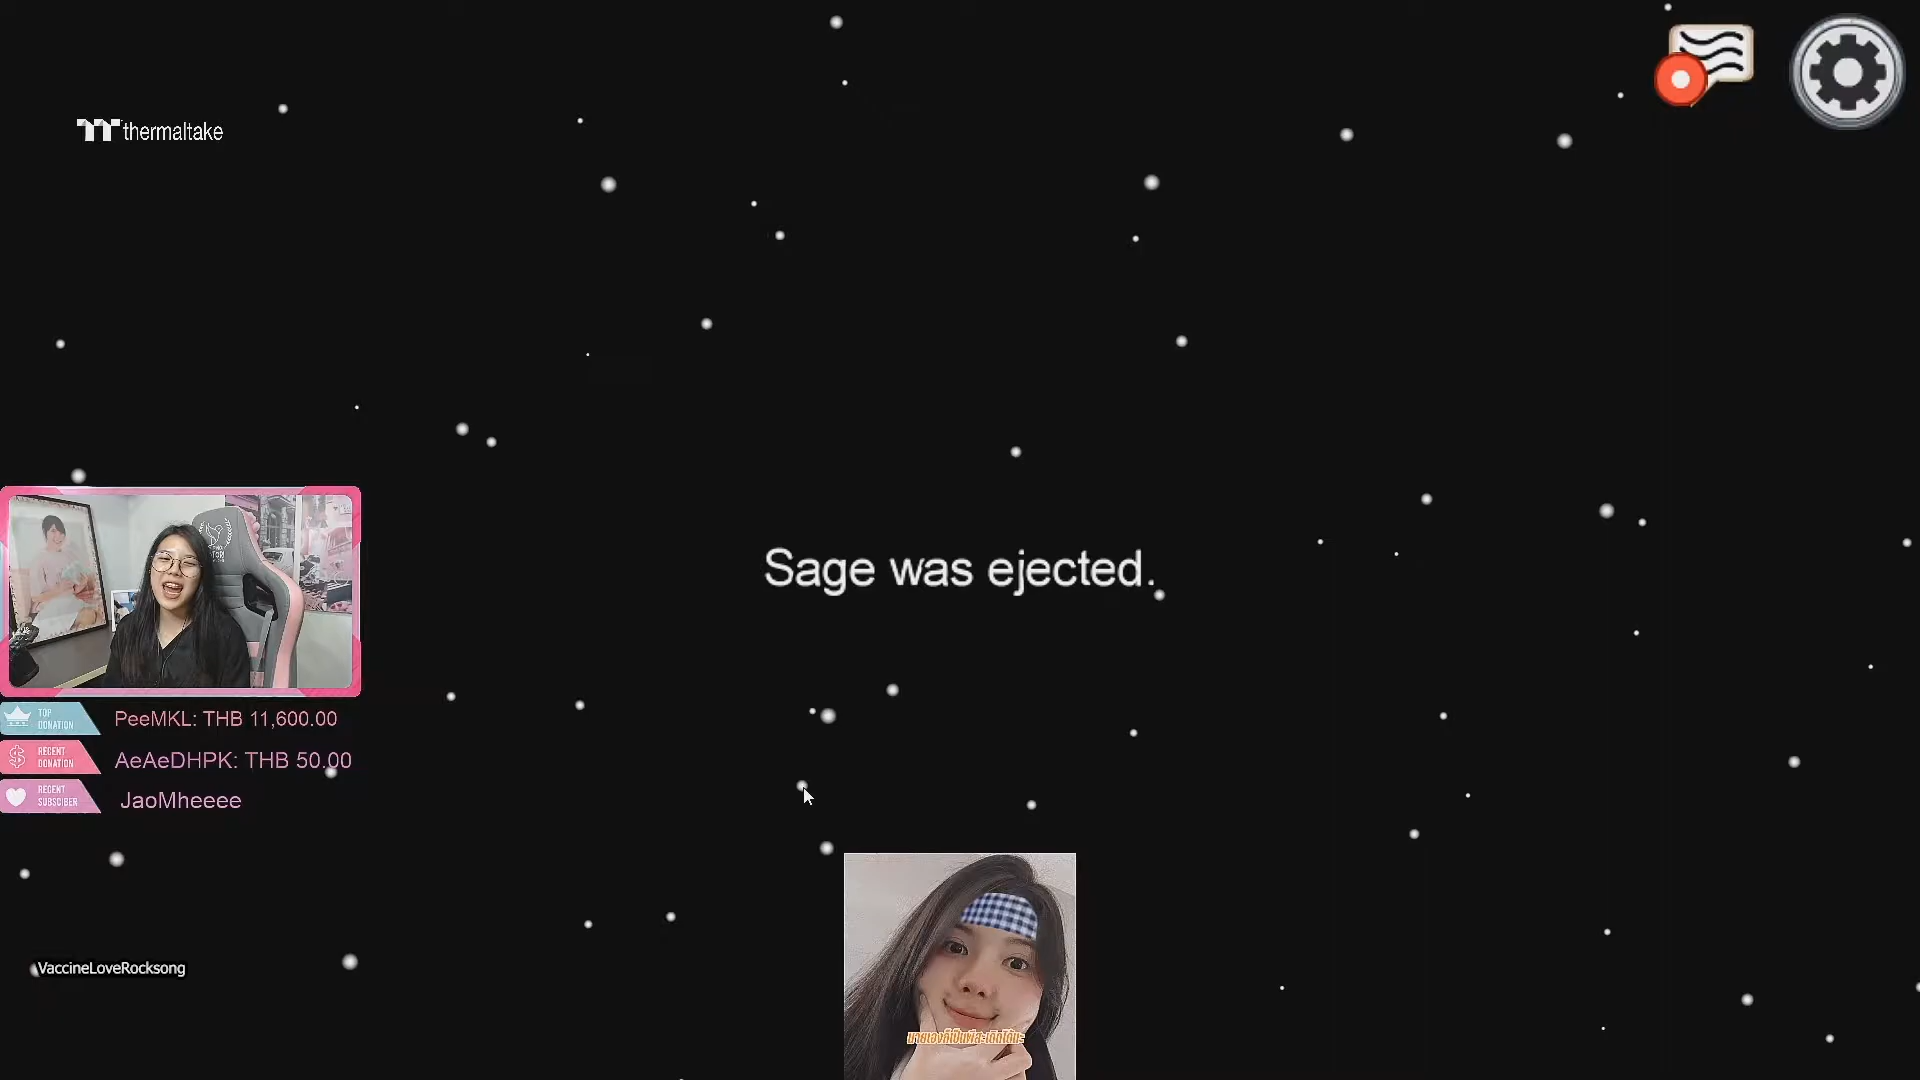 thermaltake
Sage was ejected.
TOP
DONATION
PeeMKL: THB 11,600.00
RECENT
DONATION
AeAeDHPK: THB 50.00
RECENT
SUBSCIBER
JaoMheeee
VaccineLoveRocksong